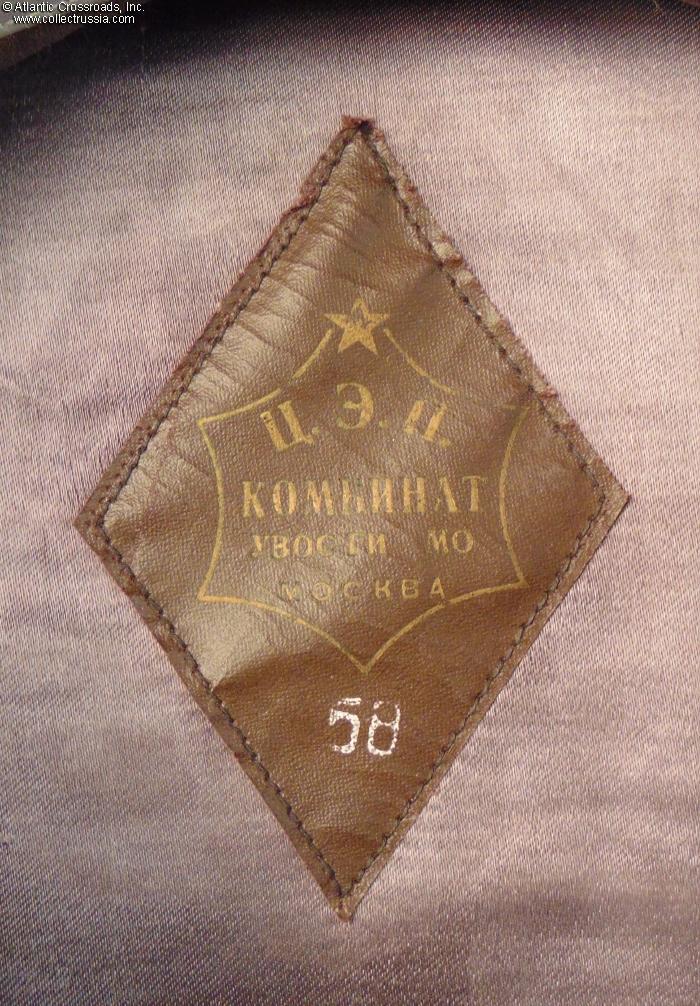 © Atlantic Crossroads, Inc.
www.collectrussia.com
Ц.Э.П.
КОМБИНАТ
УВОСГИ МО
МОСКВА
58